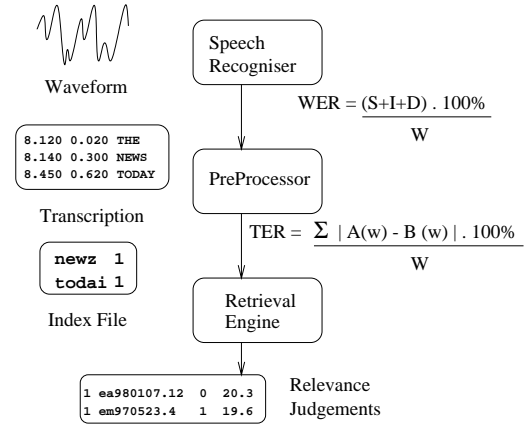 Speech
Recogniser
Waveform
WER = (S+I+D) . 100%
W
8.120 0.020 THE
8.140 0.300 NEWS
8.450 0.620 TODAY
PreProcessor
Transcription
TER = Σ | A(w) - B (w) | . 100%
W
newz 1
todai 1
Index File
Retrieval
Engine
1 ea980107.12 0 20.3
1 em970523.4 1 19.6
Relevance
Judgements